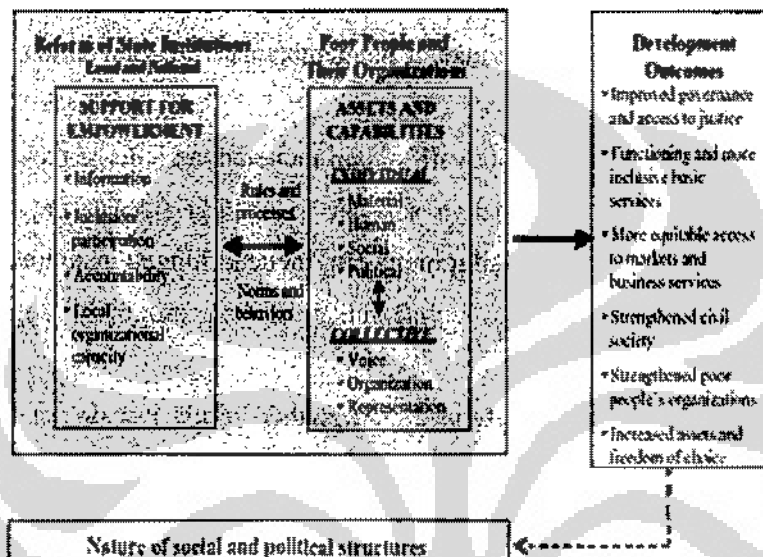 Reform of State Institutions
Local and National
SUPPORT FOR
EMPOWERMENT
• Information
• Inclusion/
participation
• Accountability
• Local
organizational
capacity
Rules and
processes
Norms and
behaviors
Poor People and
Their Organizations
ASSETS AND
CAPABILITIES
INDIVIDUAL
• Material
• Human
• Social
• Political
COLLECTIVE
• Voice
• Organization
• Representation
Development
Outcomes
• Improved governance
and access to justice
• Functioning and more
inclusive basic
services
• More equitable access
to markets and
business services
• Strengthened civil
society
• Strengthened poor
people's organizations
• Increased assets and
freedom of choice
Nature of social and political structures